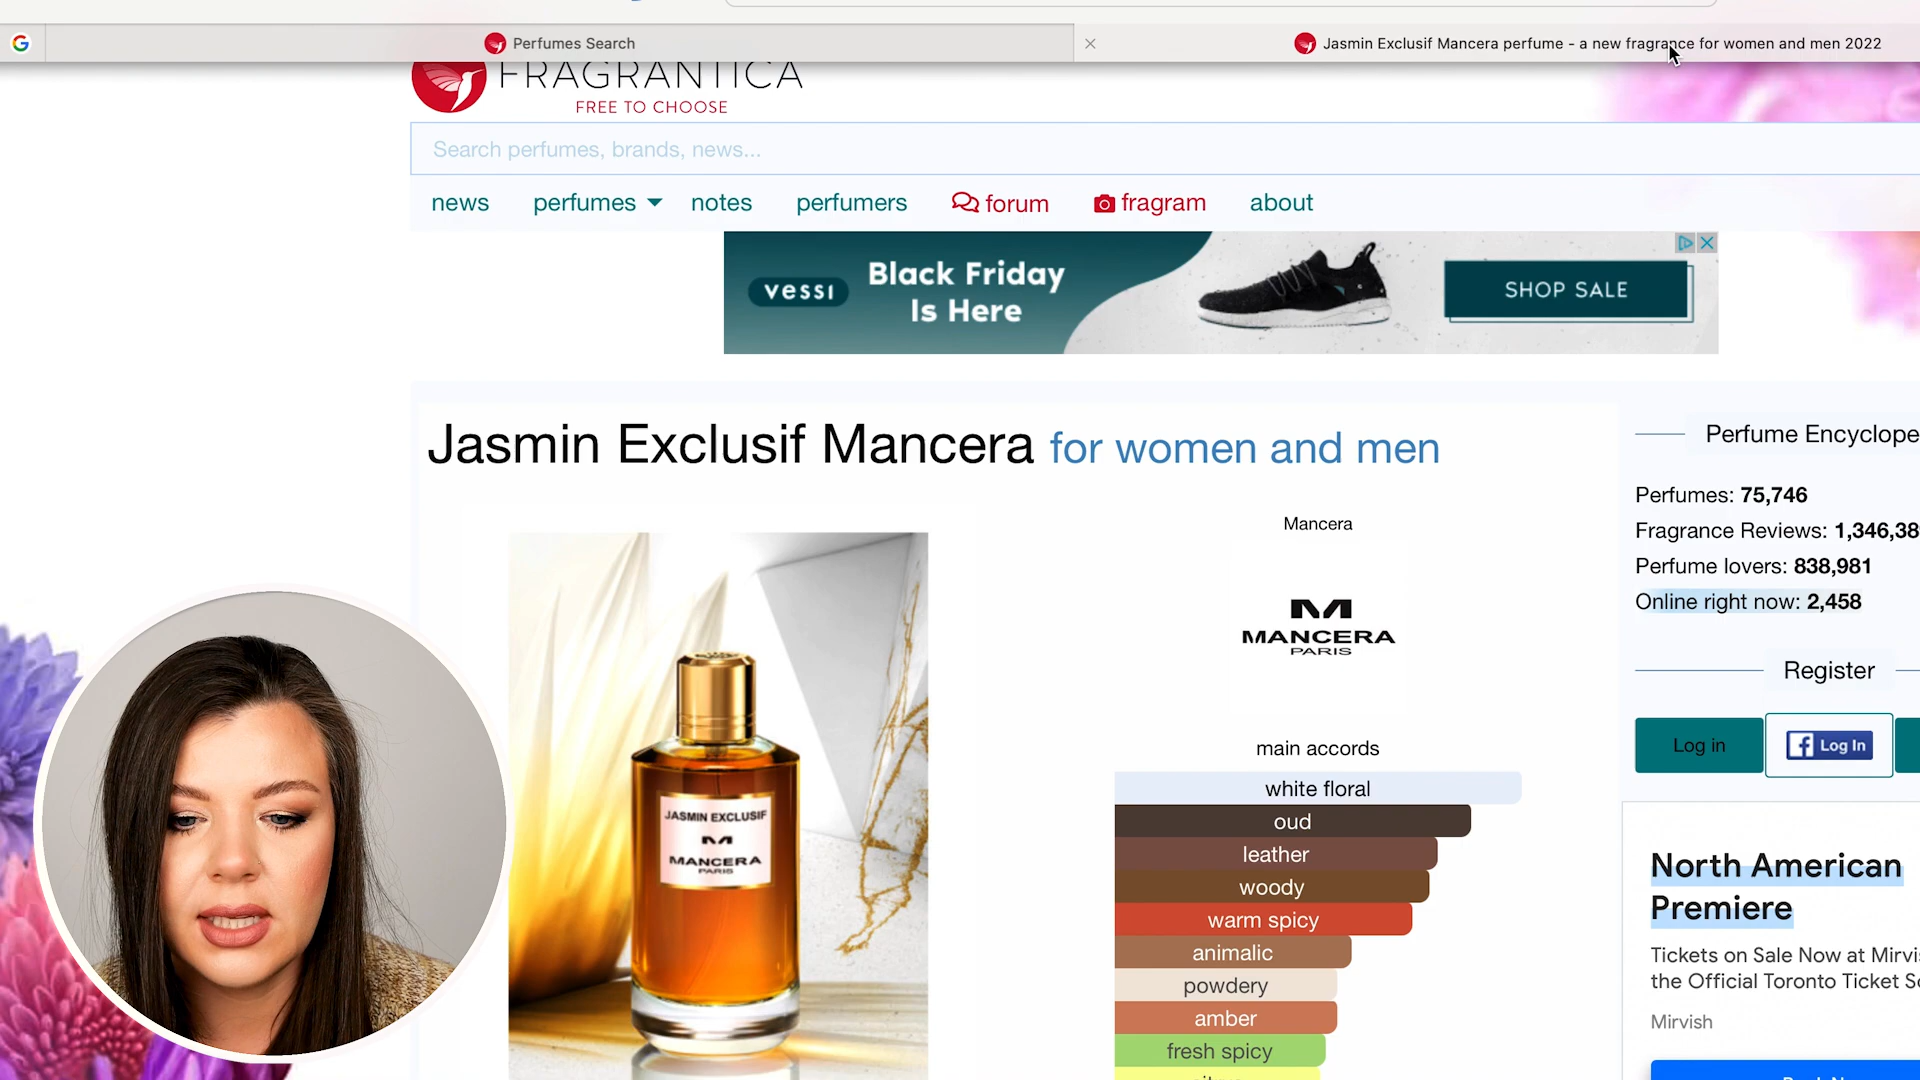 Perfumes Search
Jasmin Exclusif Mancera perfume - a new fragrance for women and men 2022
FRAGRANTICA
FREE TO CHOOSE
Search perfumes, brands, news...
news perfumes notes perfumers forum fragram about
vessi
Black Friday
Is Here
SHOP SALE
Jasmin Exclusif Mancera for women and men
Mancera
M
MANCERA
PARIS
main accords
white floral
oud
leather
woody
warm spicy
animalic
powdery
amber
fresh spicy
JASMIN EXCLUSIF
M
MANCERA
PARIS
Perfume Encyclope
Perfumes: 75,746
Fragrance Reviews: 1,346,38
Perfume lovers: 838,981
Online right now: 2,458
Register
Log in
Log In
North American
Premiere
Tickets on Sale Now at Mirvi
the Official Toronto Ticket S
Mirvish